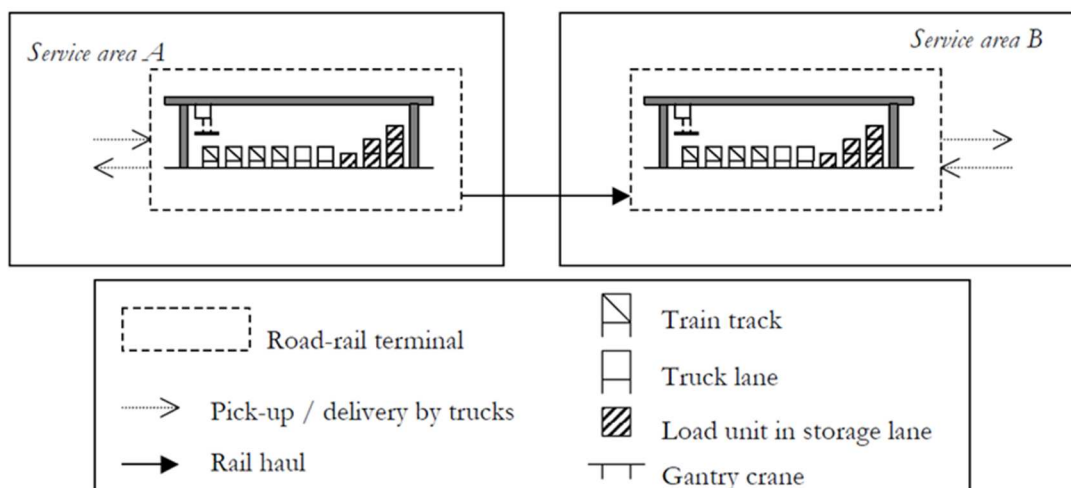 Service area A
Service area B
Road-rail terminal
Pick-up / delivery by trucks
Rail haul
Train track
Truck lane
Load unit in storage lane
Gantry crane